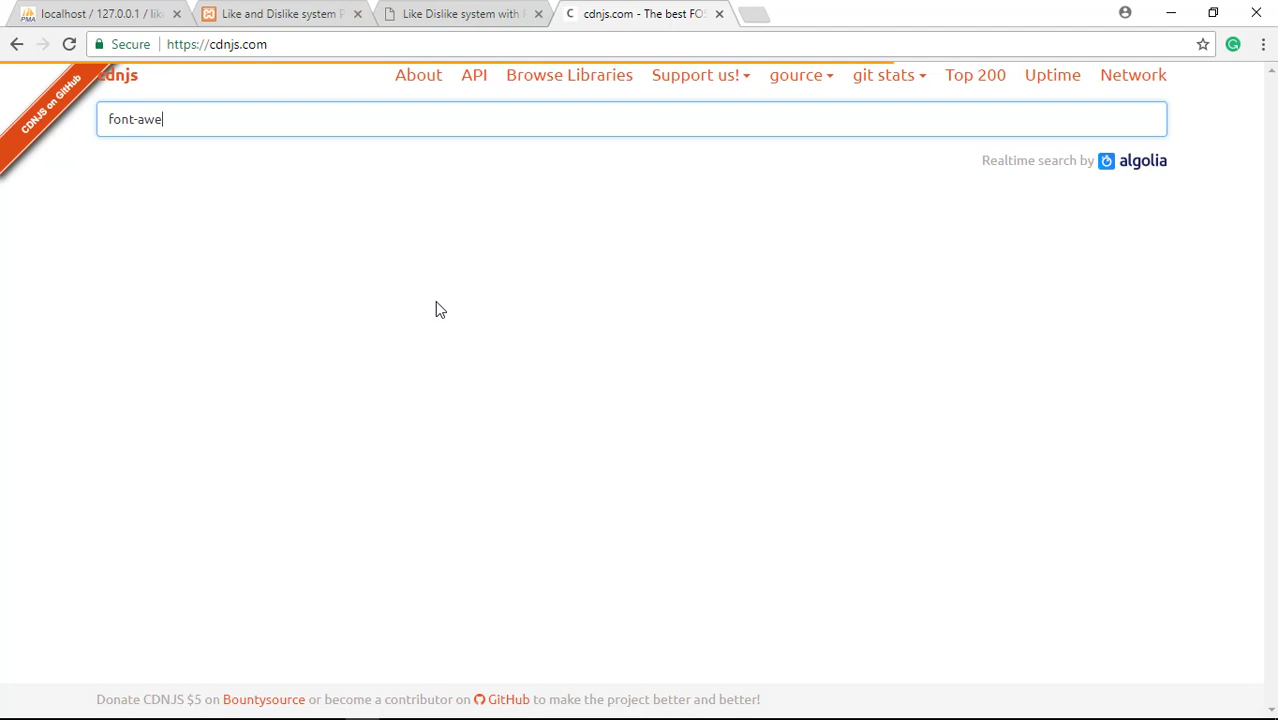 PMA localhost / 127.0.0.1 / lik
Like and Dislike system P
Like Dislike system with P
C cdnjs.com - The best FOS
Secure https://cdnjs.com
CDNJS on GitHub
cdnjs
About API Browse Libraries Support us! gource git stats Top 200 Uptime Network
font-awe
Realtime search by algolia
Donate CDNJS $5 on Bountysource or become a contributor on GitHub to make the project better and better!